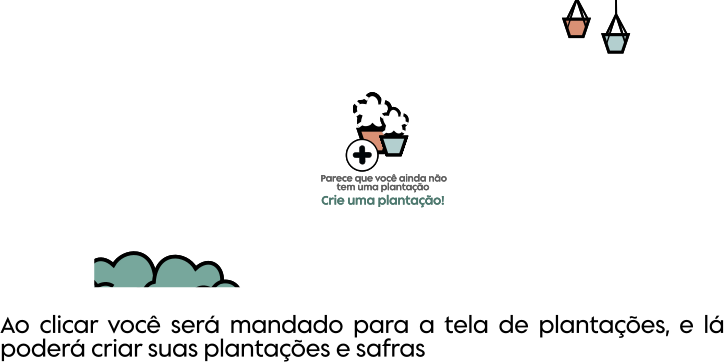 Parece que você ainda não
tem uma plantação
Crie uma plantação!
Ao clicar você será mandado para a tela de plantações, e lá
poderá criar suas plantações e safras